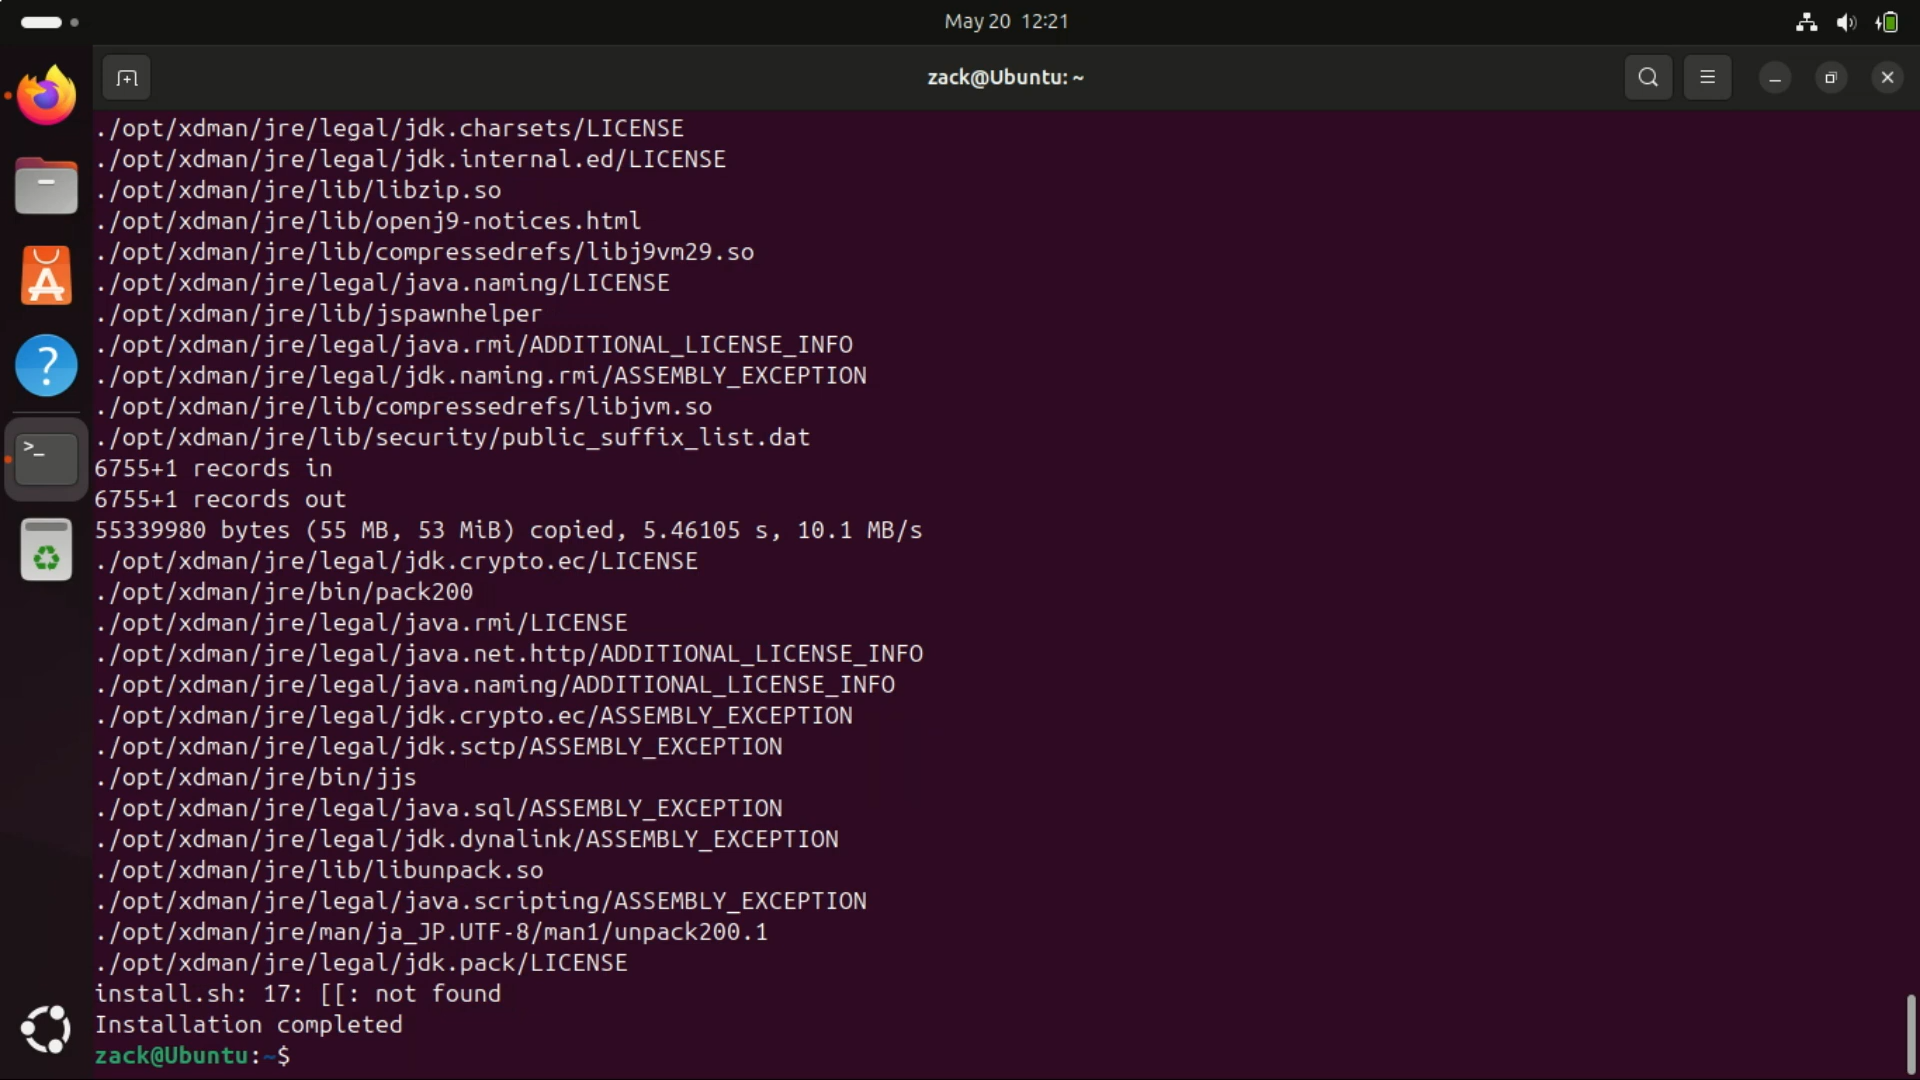 May 20 12:21
zack@Ubuntu: ~
./opt/xdman/jre/legal/jdk.charsets/LICENSE
./opt/xdman/jre/legal/jdk.internal.ed/LICENSE
./opt/xdman/jre/lib/libzip.so
./opt/xdman/jre/lib/openj9-notices.html
./opt/xdman/jre/lib/compressedrefs/libj9vm29.so
./opt/xdman/jre/legal/java.naming/LICENSE
./opt/xdman/jre/lib/jspawnhelper
./opt/xdman/jre/legal/java.rmi/ADDITIONAL_LICENSE_INFO
./opt/xdman/jre/legal/jdk.naming.rmi/ASSEMBLY_EXCEPTION
./opt/xdman/jre/lib/compressedrefs/libjvm.so
./opt/xdman/jre/lib/security/public_suffix_list.dat
6755+1 records in
6755+1 records out
55339980 bytes (55 MB, 53 MiB) copied, 5.46105 s, 10.1 MB/s
./opt/xdman/jre/legal/jdk.crypto.ec/LICENSE
./opt/xdman/jre/bin/pack200
./opt/xdman/jre/legal/java.rmi/LICENSE
./opt/xdman/jre/legal/java.net.http/ADDITIONAL_LICENSE_INFO
./opt/xdman/jre/legal/java.naming/ADDITIONAL_LICENSE_INFO
./opt/xdman/jre/legal/jdk.crypto.ec/ASSEMBLY_EXCEPTION
./opt/xdman/jre/legal/jdk.sctp/ASSEMBLY_EXCEPTION
./opt/xdman/jre/bin/jjs
./opt/xdman/jre/legal/java.sql/ASSEMBLY_EXCEPTION
./opt/xdman/jre/legal/jdk.dynalink/ASSEMBLY_EXCEPTION
./opt/xdman/jre/lib/libunpack.so
./opt/xdman/jre/legal/java.scripting/ASSEMBLY_EXCEPTION
./opt/xdman/jre/man/ja_JP.UTF-8/man1/unpack200.1
./opt/xdman/jre/legal/jdk.pack/LICENSE
install.sh: 17: [[: not found
Installation completed
zack@Ubuntu:~$